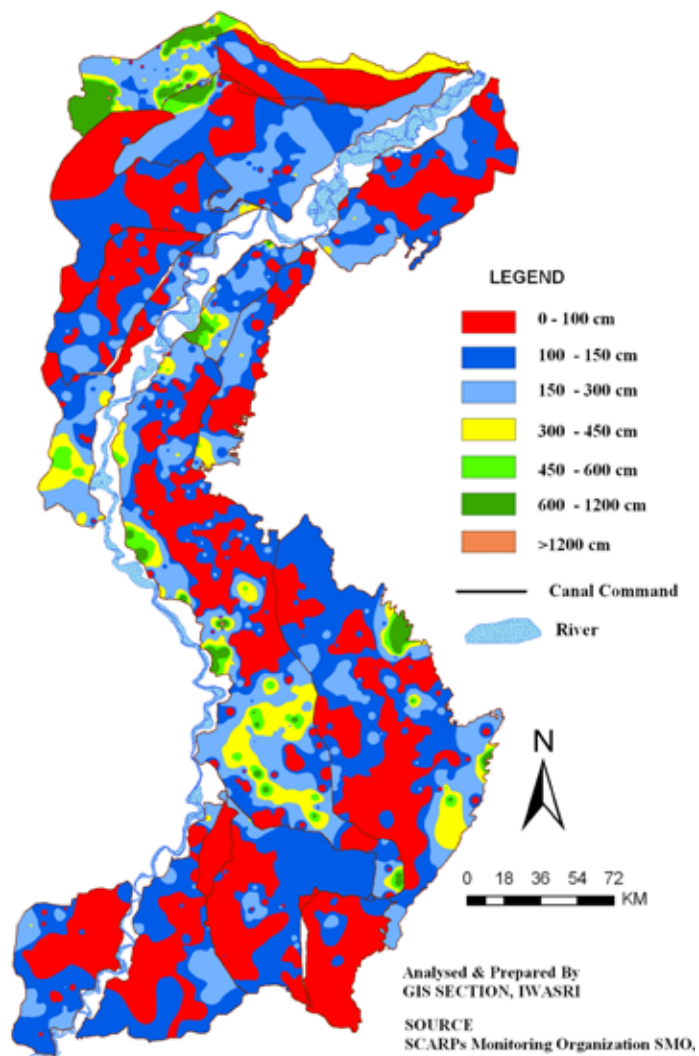 LEGEND
0 - 100 cm
100 - 150 cm
150 - 300 cm
300 - 450 cm
450 - 600 cm
600 - 1200 cm
>1200 cm
Canal Command
River
N
0 18 36 54 72
KM
Analysed & Prepared By
GIS SECTION, IWASRI
SOURCE
SCARPs Monitoring Organization SMO,